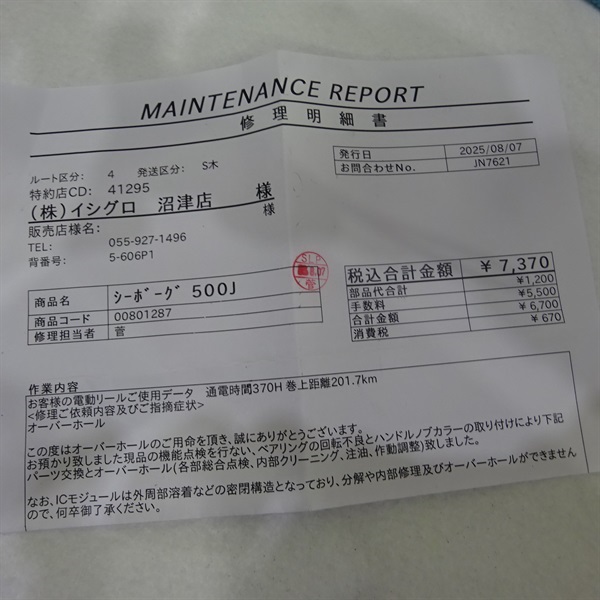 MAINTENANCE REPORT
修理明細書
発行日 2025/08/07
お問合わせNo. JN7621
ルート区分: 4 発送区分: S木
特約店CD: 41295
(株)イシグロ 沼津店 様
販売店様名: 様
TEL: 055-927-1496
背番号: 5-606P1
SLP
8.07
菅
税込合計金額 ¥7,370
部品代合計 ¥1,200
手数料 ¥5,500
合計金額 ¥6,700
消費税 ¥670
商品名 シーボーグ 500J
商品コード 00801287
修理担当者 菅
作業内容
お客様の電動リールご使用データ 通電時間370H 巻上距離201.7km
<修理ご依頼内容及びご指摘症状>
オーバーホール
この度はオーバーホールのご用命を頂き、誠にありがとうございます。
お預かり致しました現品の機能点検を行ない、ベアリングの回転不良とハンドルノブカラーの取り付けにより下記
パーツ交換とオーバーホール(各部総合点検、内部クリーニング、注油、作動調整)致しました。
なお、ICモジュールは外周部溶着などの密閉構造となっており、分解や内部修理及びオーバーホールができません
ので、何卒御了承ください。